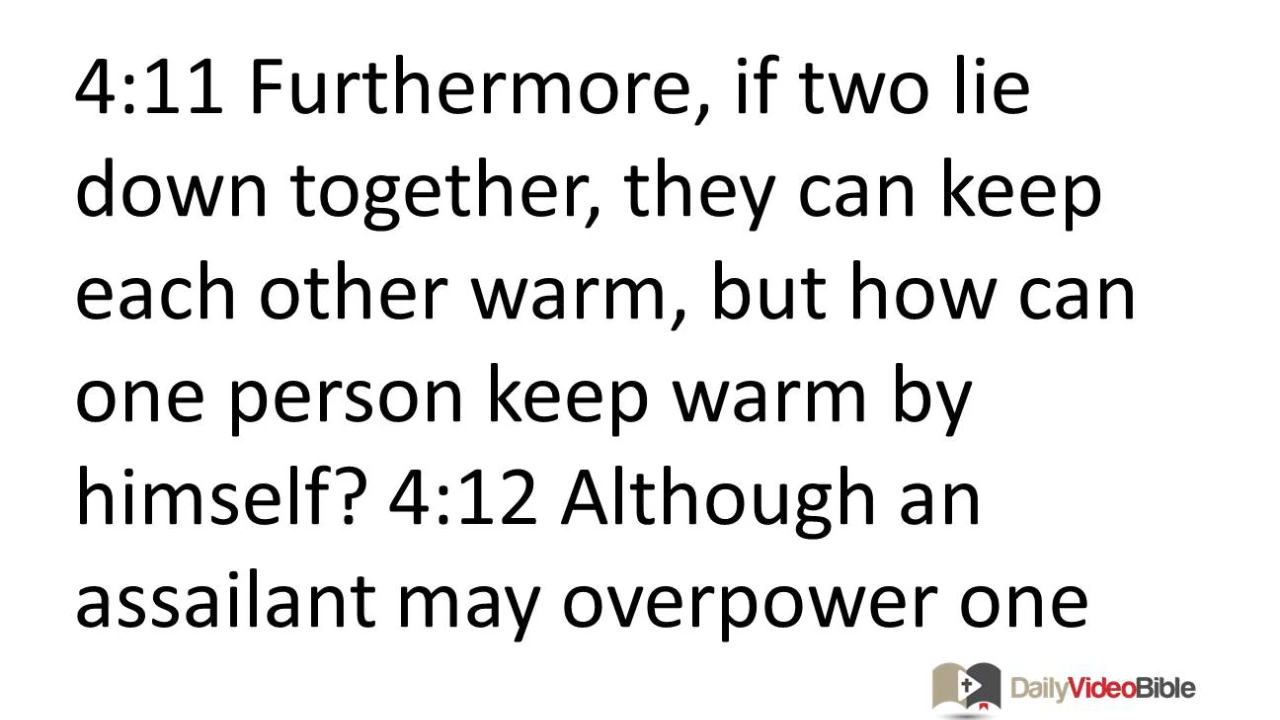 4:11 Furthermore, if two lie
down together, they can keep
each other warm, but how can
one person keep warm by
himself? 4:12 Although an
assailant may overpower one
DailyVideoBible